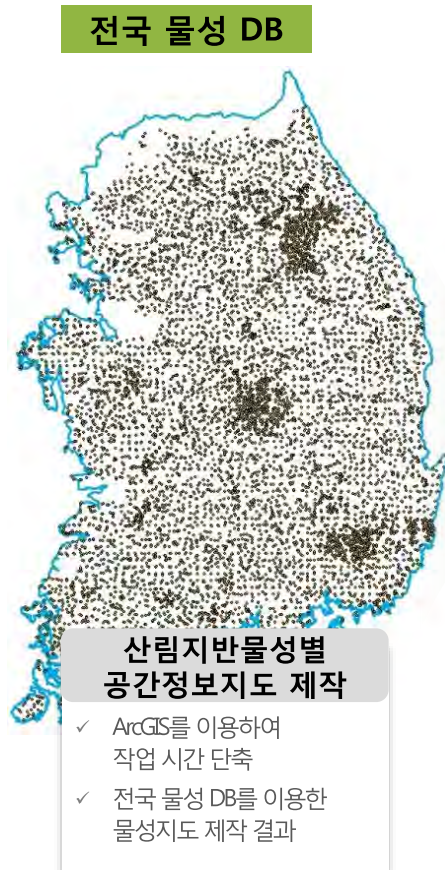 전국 물성 DB
산림지반물성별
공간정보지도 제작
✓ ArcGIS를 이용하여
작업 시간 단축
✓ 전국 물성 DB를 이용한
물성지도 제작 결과